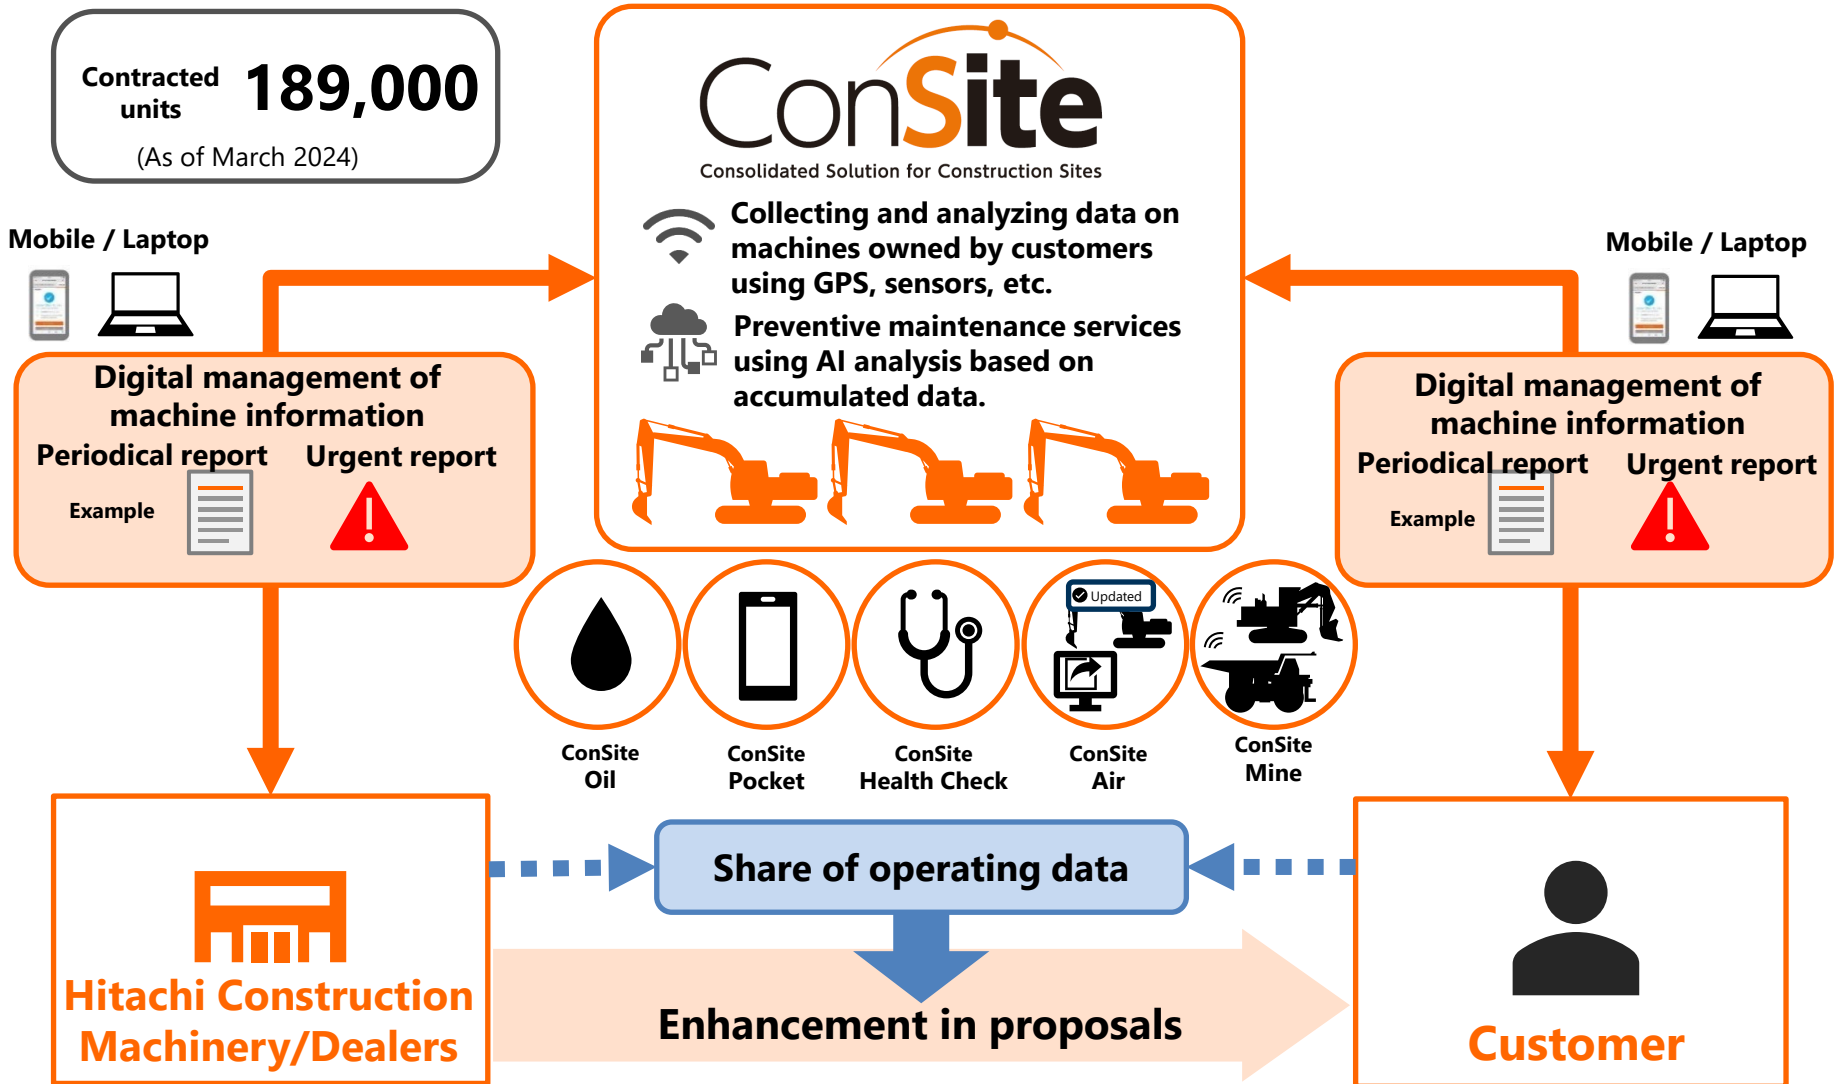 Contracted
units
189,000
(As of March 2024)
ConSite
Consolidated Solution for Construction Sites
Collecting and analyzing data on
machines owned by customers
using GPS, sensors, etc.
Preventive maintenance services
using AI analysis based on
accumulated data.
Mobile / Laptop
Digital management of
machine information
Periodical report
Urgent report
Example
Mobile / Laptop
Digital management of
machine information
Periodical report
Urgent report
Example
Updated
ConSite
Oil
ConSite
Pocket
ConSite
Health Check
ConSite
Air
ConSite
Mine
Share of operating data
Enhancement in proposals
Hitachi Construction
Machinery/Dealers
Customer